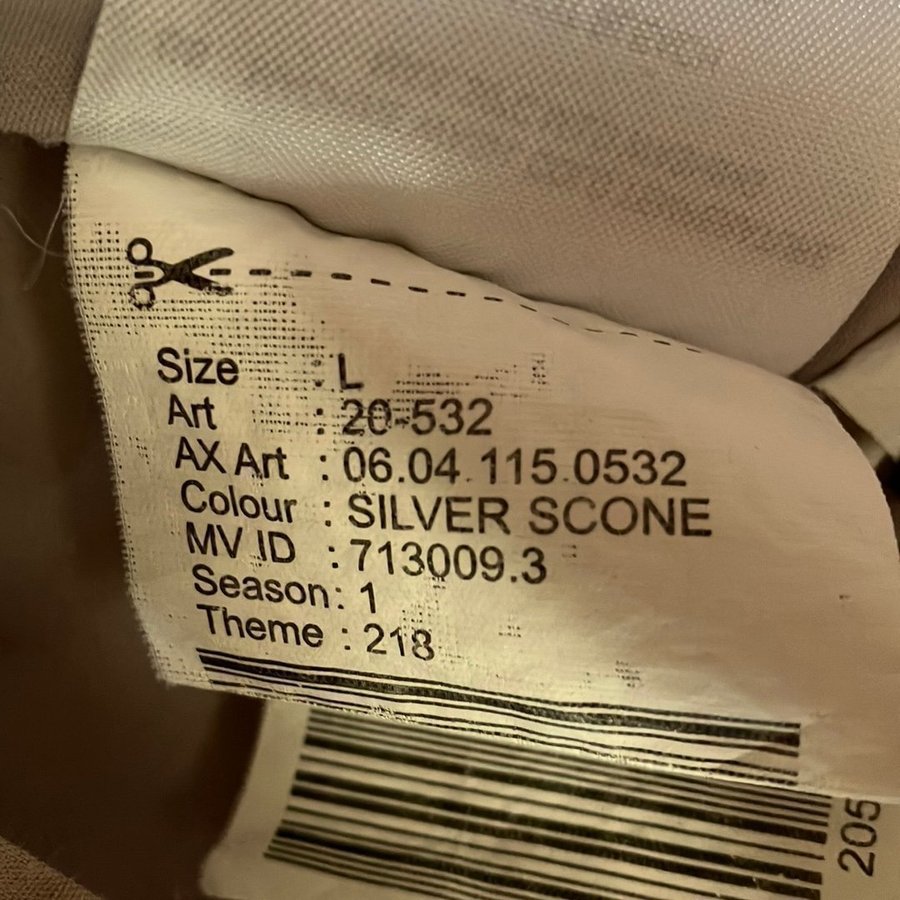 Size : L
Art : 20-532
AX Art : 06.04.115.0532
Colour : SILVER SCONE
MV ID : 713009.3
Season: 1
Theme : 218
205